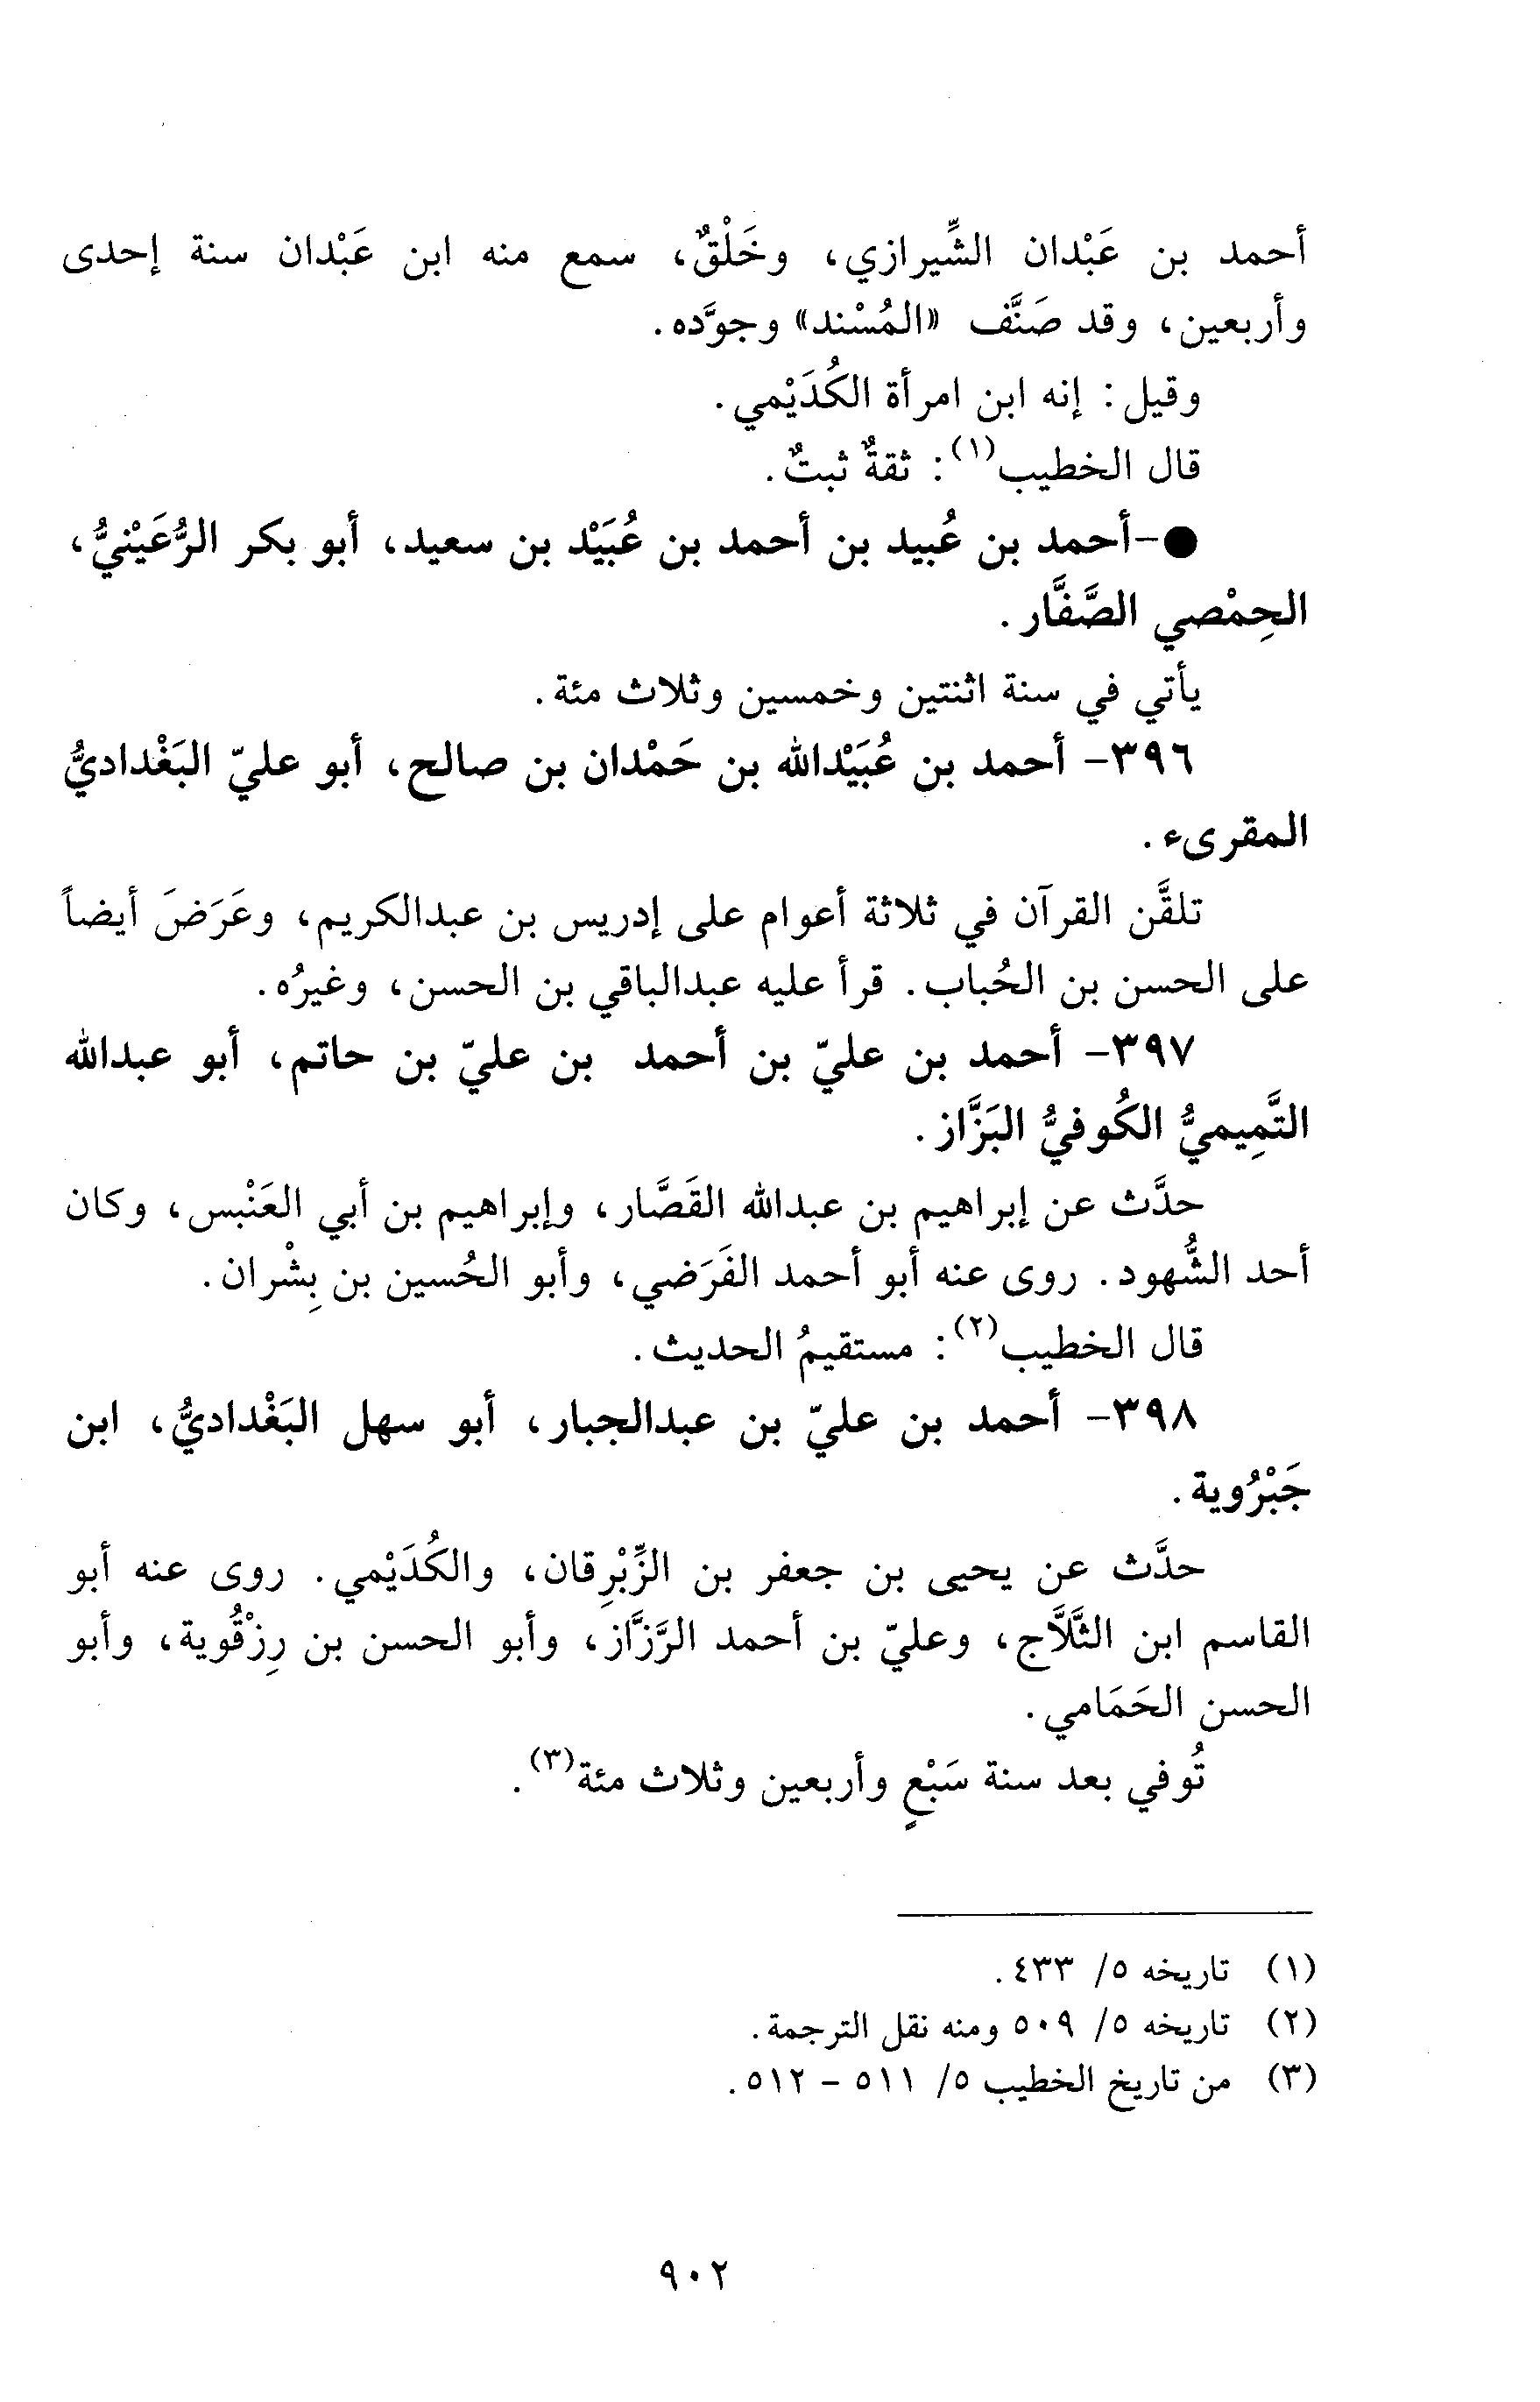 أحمد بن عَبْدان الشِّيرازي، وخَلْقٌ، سمع منه ابن عَبْدان سنة إحدى
وأربعين، وقد صَنَّف «المُسْند» وجوَّده.
وقيل: إنه ابن امرأة الكُدَيْمي.
قال الخطيب(١): ثقةٌ ثبتٌ.
●-أحمد بن عُبيد بن أحمد بن عُبَيْد بن سعيد، أبو بكر الرُّعَيْنيُّ،
الحِمْصي الصَّفَّار.
يأتي في سنة اثنتين وخمسين وثلاث مئة.
٣٩٦- أحمد بن عُبَيْدالله بن حَمْدان بن صالح، أبو عليّ البَغْداديُّ
المقرىء.
تلقَّن القرآن في ثلاثة أعوام على إدريس بن عبدالكريم، وعَرَضَ أيضاً
على الحسن بن الحُباب. قرأ عليه عبدالباقي بن الحسن، وغيرُه.
٣٩٧- أحمد بن عليّ بن أحمد بن عليّ بن حاتم، أبو عبدالله
التَّمِيميُّ الكُوفيُّ البَزَّاز.
حدَّث عن إبراهيم بن عبدالله القَصَّار، وإبراهيم بن أبي العَنْبس، وكان
أحد الشُّهود. روى عنه أبو أحمد الفَرَضي، وأبو الحُسين بن بِشْران.
قال الخطيب(٢): مستقيمُ الحديث.
٣٩٨- أحمد بن عليّ بن عبدالجبار، أبو سهل البَغْداديُّ، ابن
جَبْرُوية.
حدَّث عن يحيى بن جعفر بن الزِّبْرِقان، والكُدَيْمي. روى عنه أبو
القاسم ابن الثَّلَّاج، وعليّ بن أحمد الرَّزَّاز، وأبو الحسن بن رِزْقُوية، وأبو
الحسن الحَمَامي.
تُوفي بعد سنة سَبْعٍ وأربعين وثلاث مئة(٣).
(١) تاريخه ٥/ ٤٣٣.
(٢) تاريخه ٥/ ٥٠٩ ومنه نقل الترجمة.
(٣) من تاريخ الخطيب ٥/ ٥١١ - ٥١٢.
٩٠٢